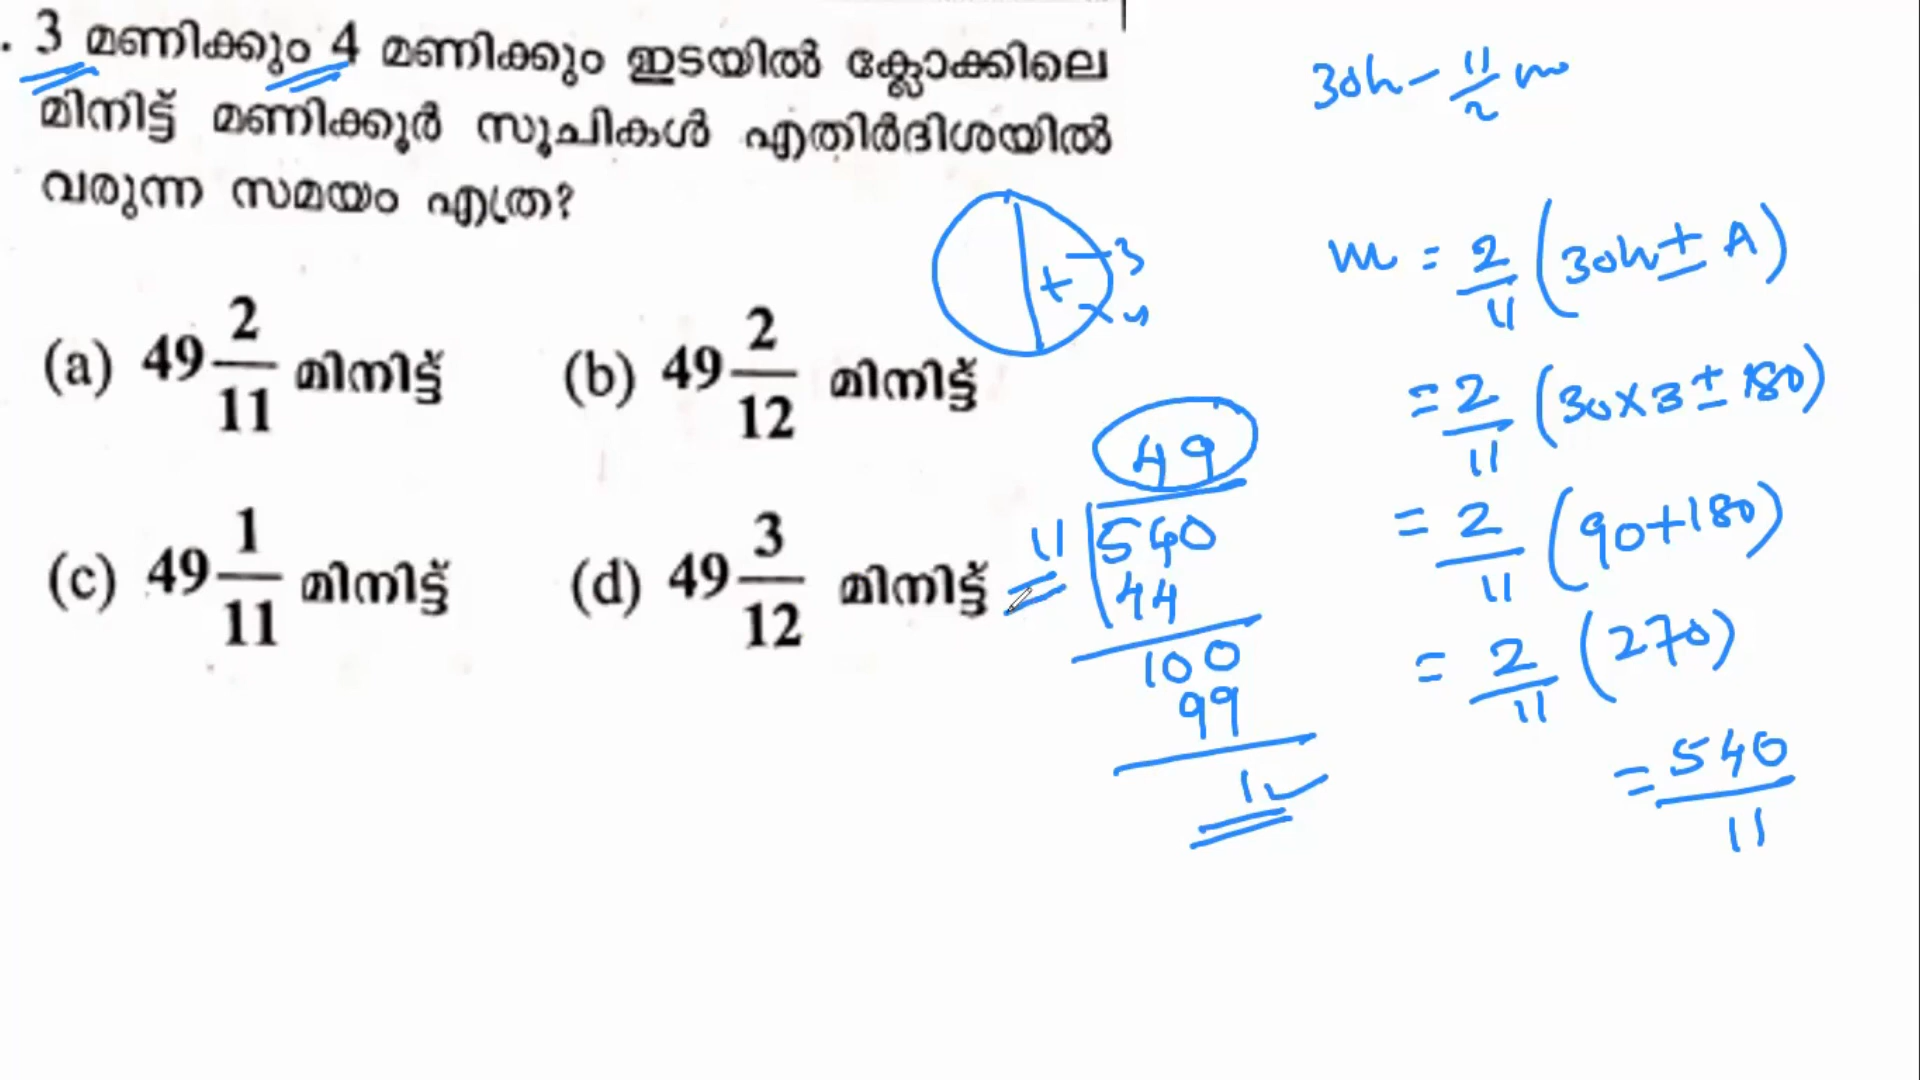 . 3 മണിക്കും 4 മണിക്കും ഇടയിൽ ക്ലോക്കിലെ
മിനിട്ട് മണിക്കൂർ സൂചികൾ എതിർദിശയിൽ
വരുന്ന സമയം എത്ര?
(a) 49 2/11 മിനിട്ട് (b) 49 2/12 മിനിട്ട്
(c) 49 1/11 മിനിട്ട് (d) 49 3/12 മിനിട്ട്
3
+
4
49
11 540
44
100
99
1
30h - 11/2 m
m = 2/11 (30h ± A)
= 2/11 (30×3 ± 180)
= 2/11 (90+180)
= 2/11 (270)
= 540/11